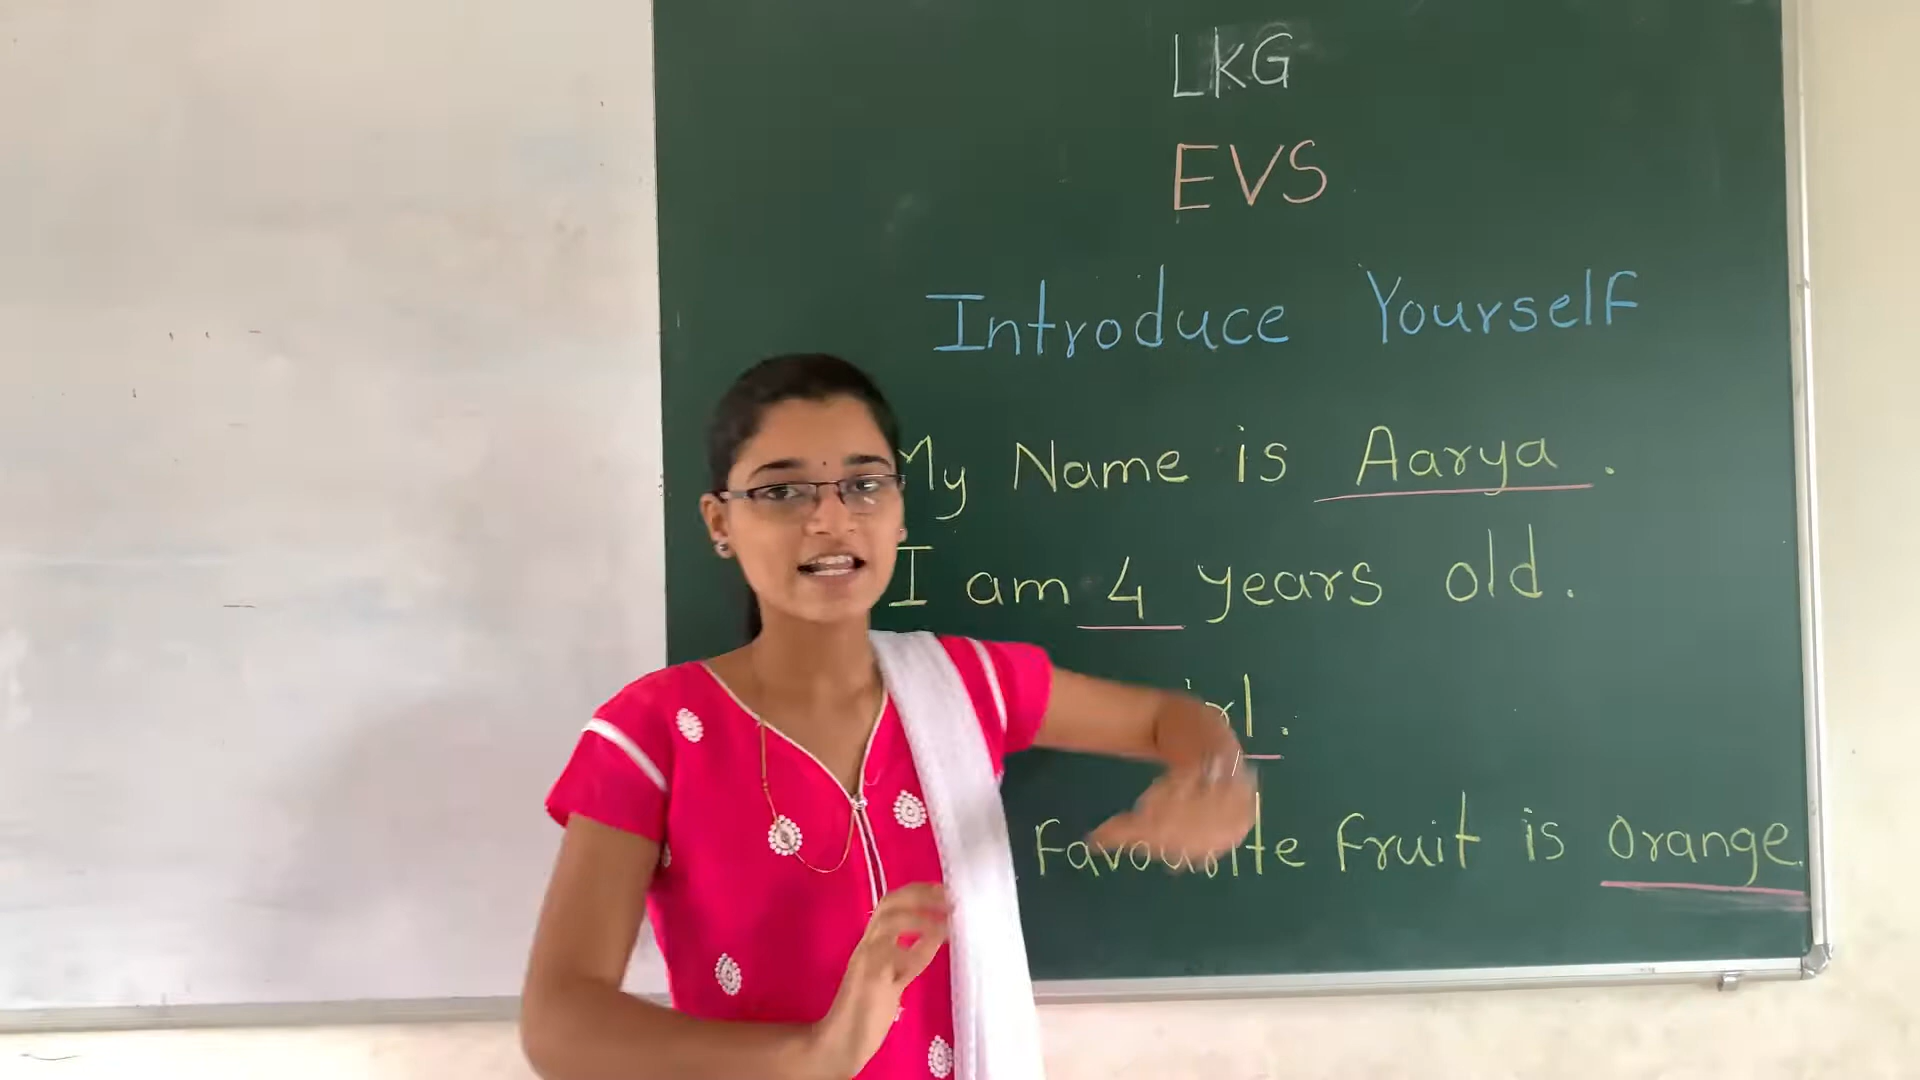 LKG
EVS
Introduce Yourself
My Name is Aarya.
I am 4 years old.
Favourite Fruit is Orange.